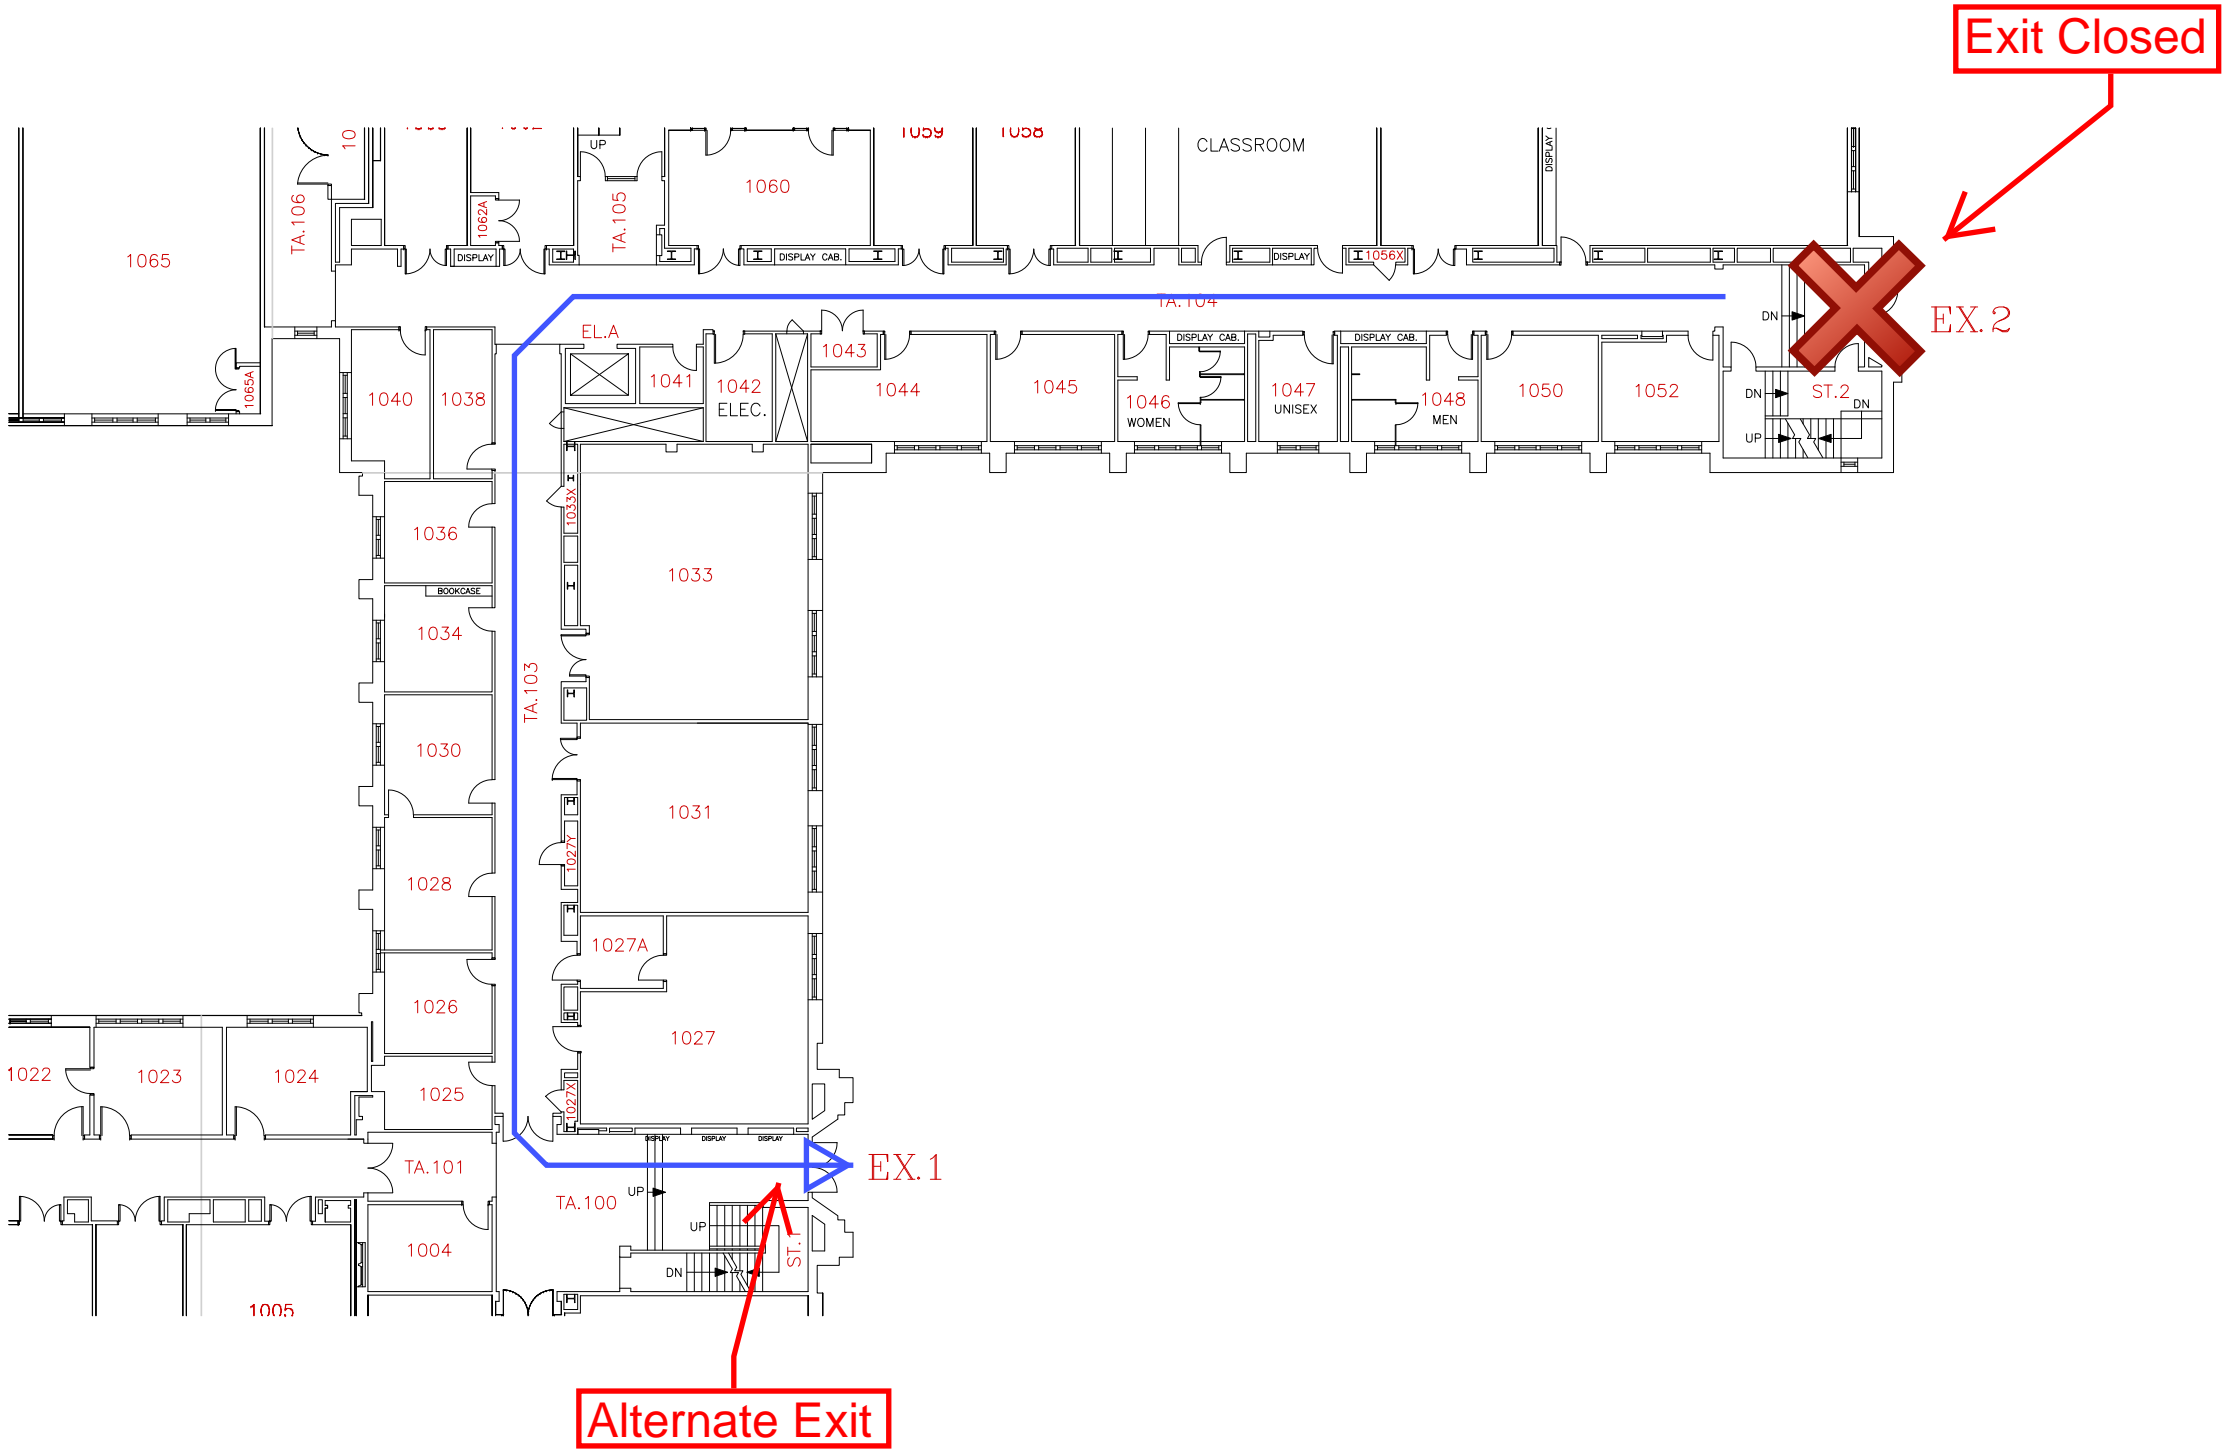 Exit Closed
1059
1058
UP
CLASSROOM
DISPLAY
10
1060
1062A
TA.105
TA.106
1065
DISPLAY
DISPLAY CAB.
DISPLAY
1056X
TA.104
DN
EX.2
EL.A
1043
DISPLAY CAB.
DISPLAY CAB.
1065A
1040
1038
1041
1042
ELEC.
1044
1045
1046
WOMEN
1047
UNISEX
1048
MEN
1050
1052
DN
ST.2
DN
UP
1033X
1036
1033
BOOKCASE
1034
TA.103
1030
1031
1027Y
1028
1027A
1026
1027
1022
1023
1024
1025
1027X
DISPLAY
DISPLAY
DISPLAY
TA.101
EX.1
UP
TA.100
UP
1004
DN
ST.1
1005
Alternate Exit